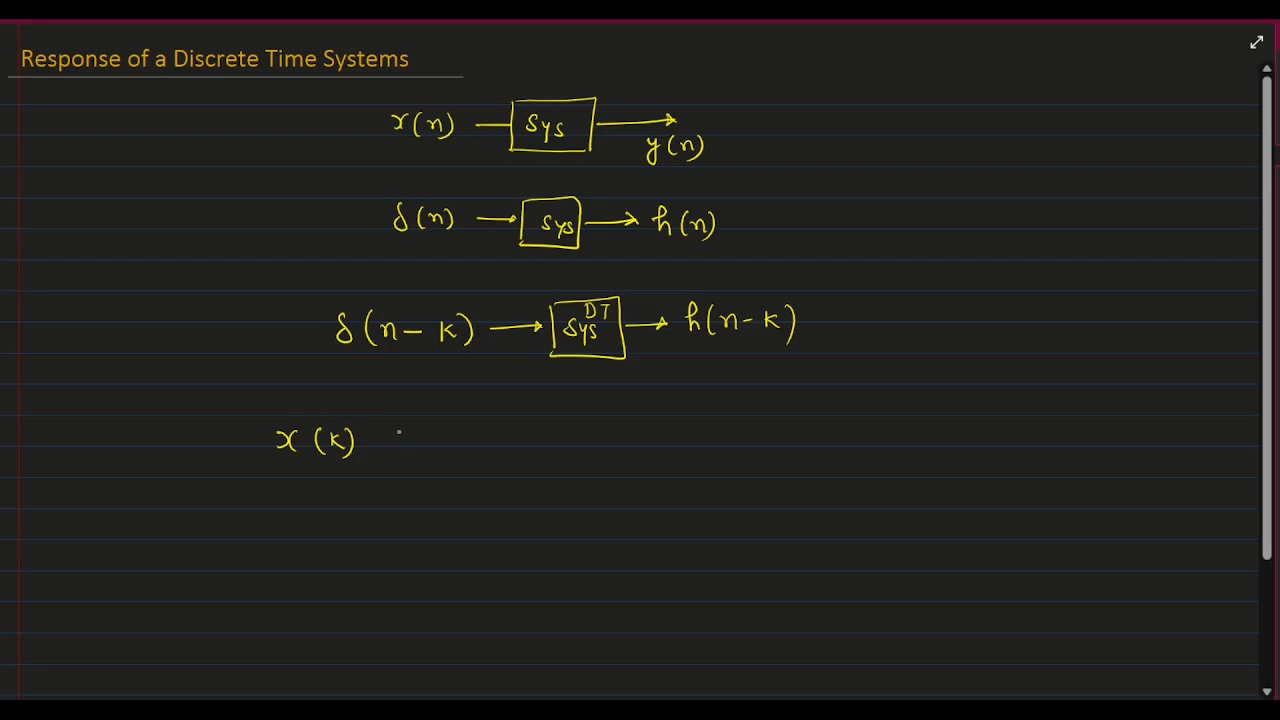 Response of a Discrete Time Systems
x(n) Sys y(n)
δ(n) Sys h(n)
δ(n-k) Sys DT h(n-k)
x(k)